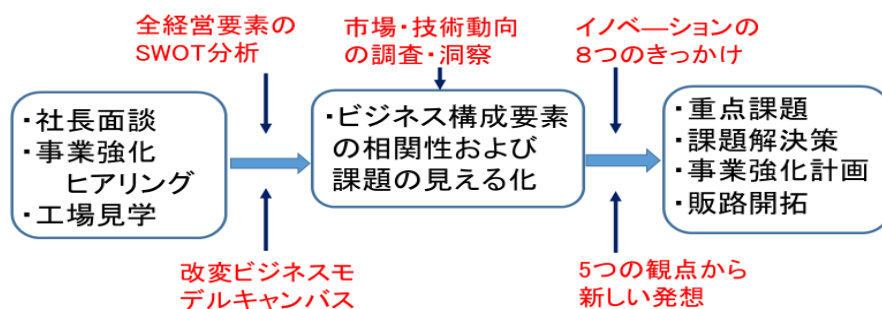 全経営要素の
SWOT分析
市場・技術動向
の調査・洞察
イノベ―ションの
８つのきっかけ
・社長面談
・事業強化
ヒアリング
・工場見学
・ビジネス構成要素
の相関性および
課題の見える化
・重点課題
・課題解決策
・事業強化計画
・販路開拓
改変ビジネスモ
デルキャンバス
5つの観点から
新しい発想